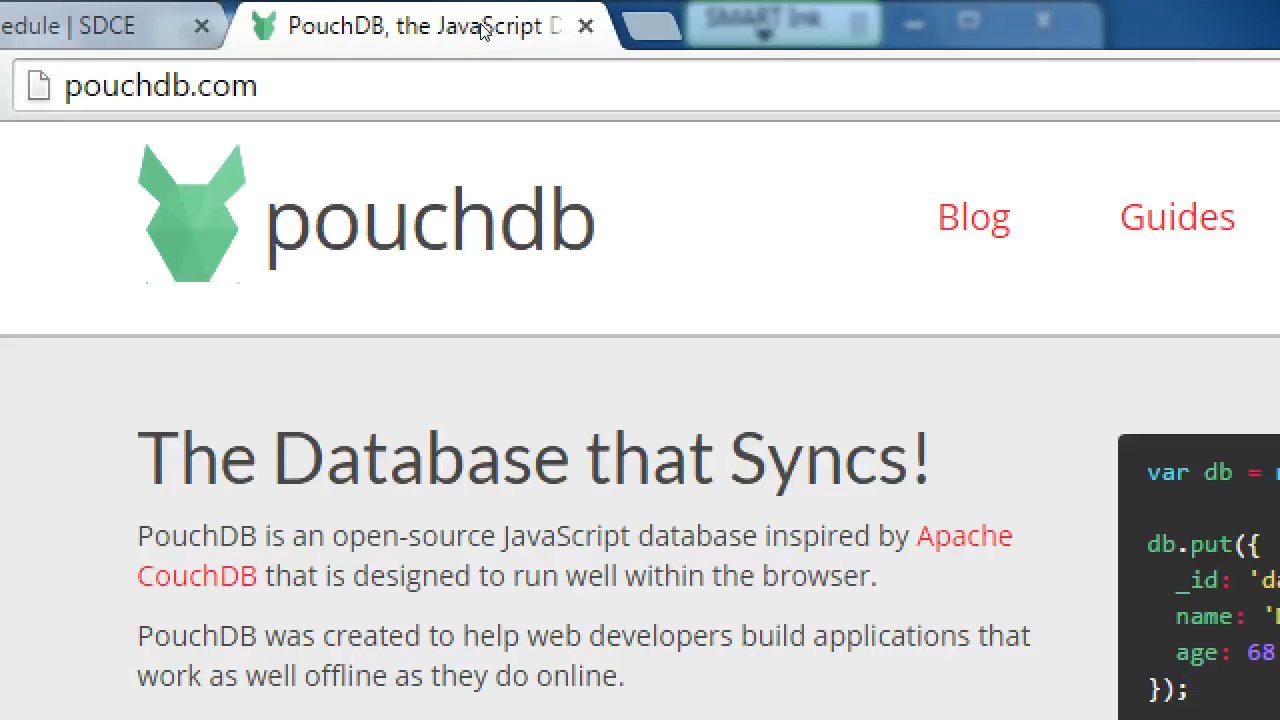 edule | SDCE
PouchDB, the JavaScript D
SMART Ink
pouchdb.com
pouchdb
Blog
Guides
The Database that Syncs!
PouchDB is an open-source JavaScript database inspired by Apache
CouchDB that is designed to run well within the browser.
PouchDB was created to help web developers build applications that
work as well offline as they do online.
var db =
db.put({
_id: 'da
name: '
age: 68
});